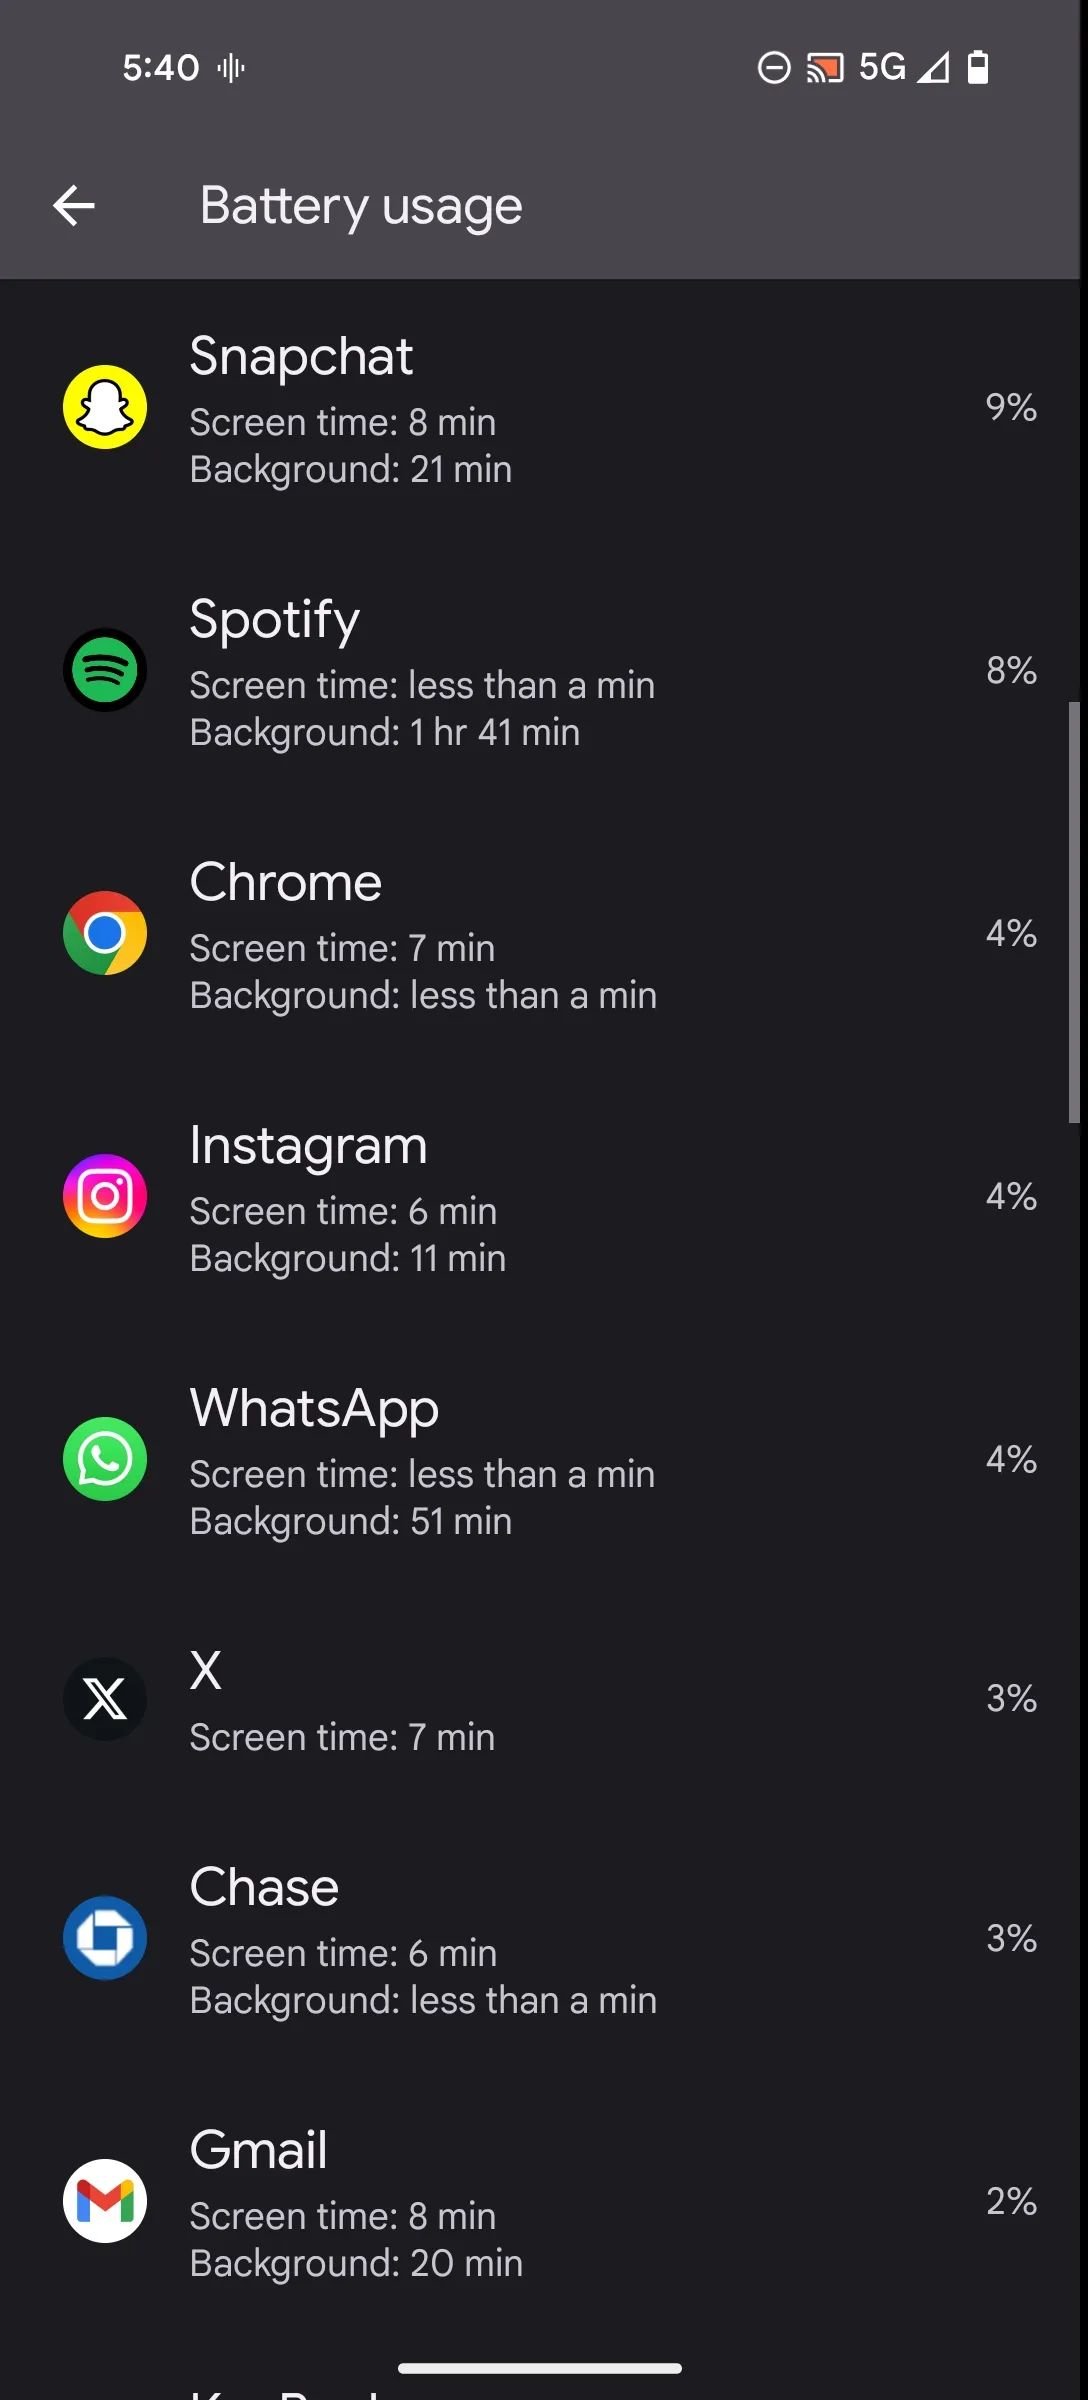 5:40 5G
Battery usage
Snapchat
Screen time: 8 min
Background: 21 min
9%
Spotify
Screen time: less than a min
Background: 1 hr 41 min
8%
Chrome
Screen time: 7 min
Background: less than a min
4%
Instagram
Screen time: 6 min
Background: 11 min
4%
WhatsApp
Screen time: less than a min
Background: 51 min
4%
X
Screen time: 7 min
3%
Chase
Screen time: 6 min
Background: less than a min
3%
Gmail
Screen time: 8 min
Background: 20 min
2%